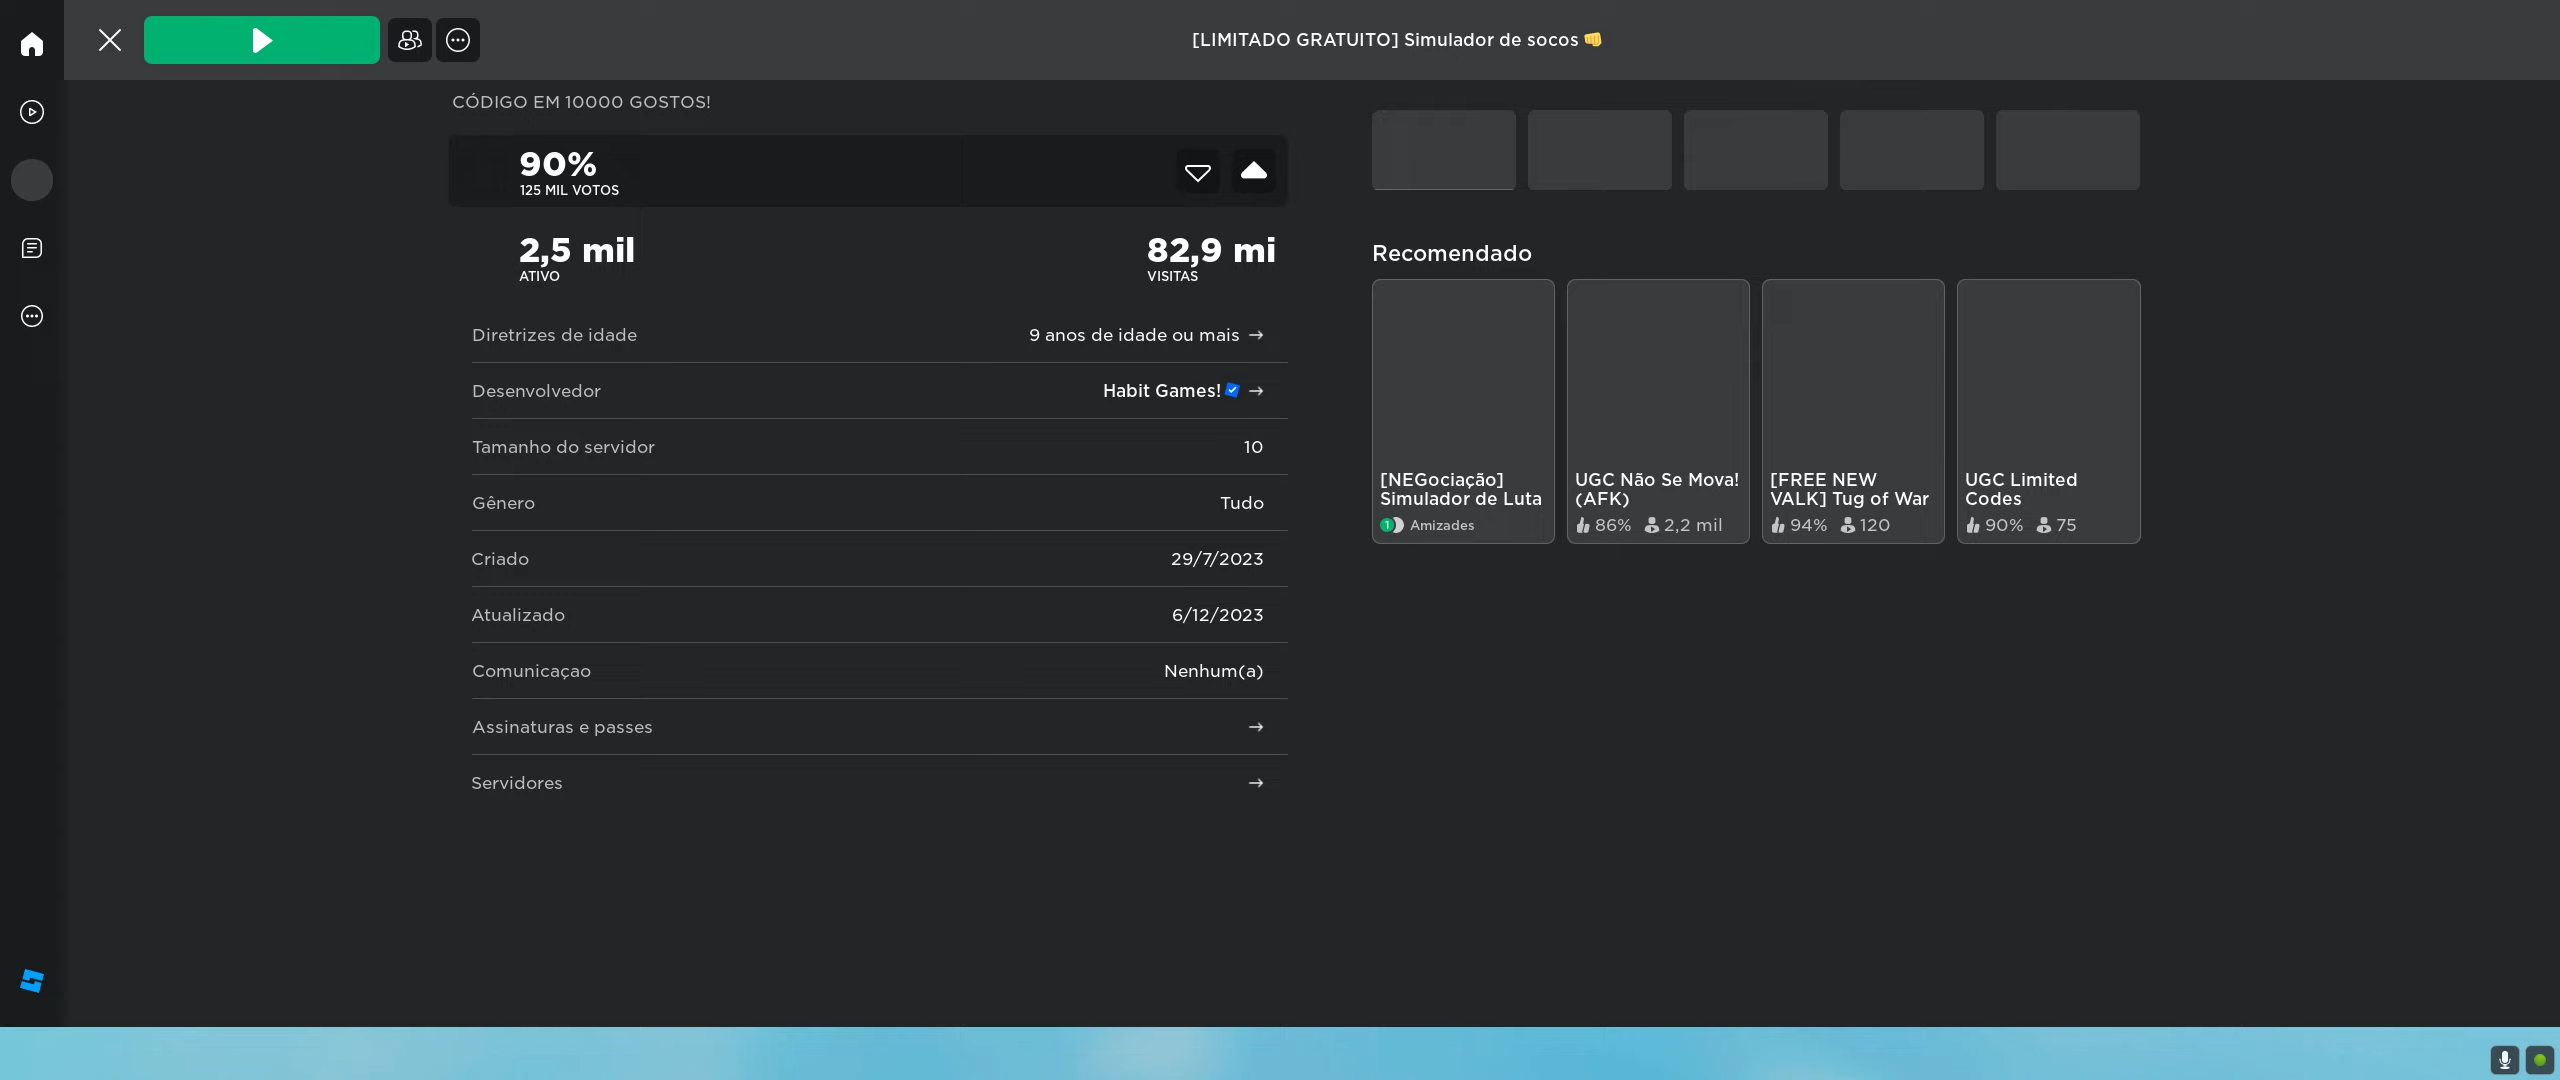 [LIMITADO GRATUITO] Simulador de socos 👊
CÓDIGO EM 10000 GOSTOS!
90%
125 MIL VOTOS
2,5 mil
ATIVO
82,9 mi
VISITAS
Diretrizes de idade
9 anos de idade ou mais →
Desenvolvedor
Habit Games! →
Tamanho do servidor
10
Gênero
Tudo
Criado
29/7/2023
Atualizado
6/12/2023
Comunicaçao
Nenhum(a)
Assinaturas e passes →
Servidores →
Recomendado
[NEGociação]
Simulador de Luta
1 Amizades
UGC Não Se Mova!
(AFK)
86% 2,2 mil
[FREE NEW
VALK] Tug of War
94% 120
UGC Limited
Codes
90% 75